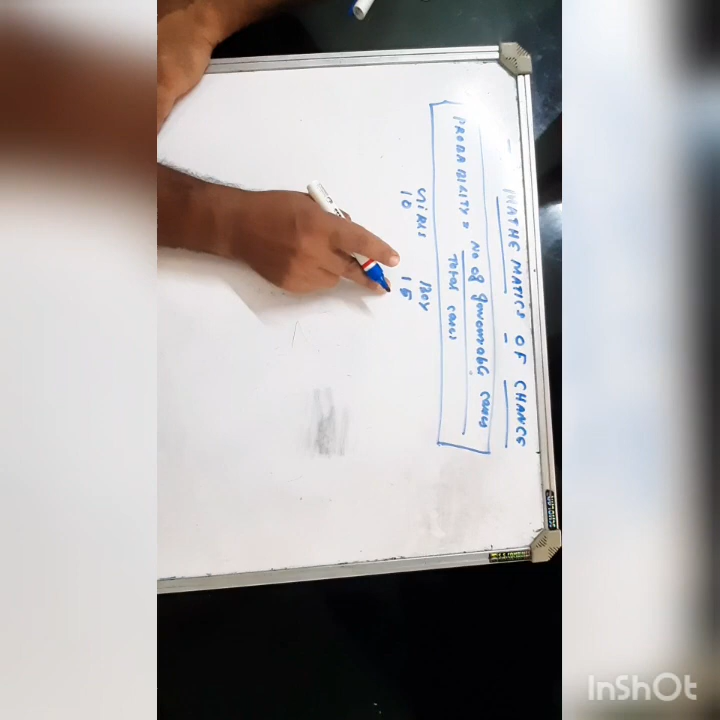 - MATHEMATICS OF CHANCE
PROBABILITY = No of favourable cases
Total cases
Girls Boy
10 15
InShOt